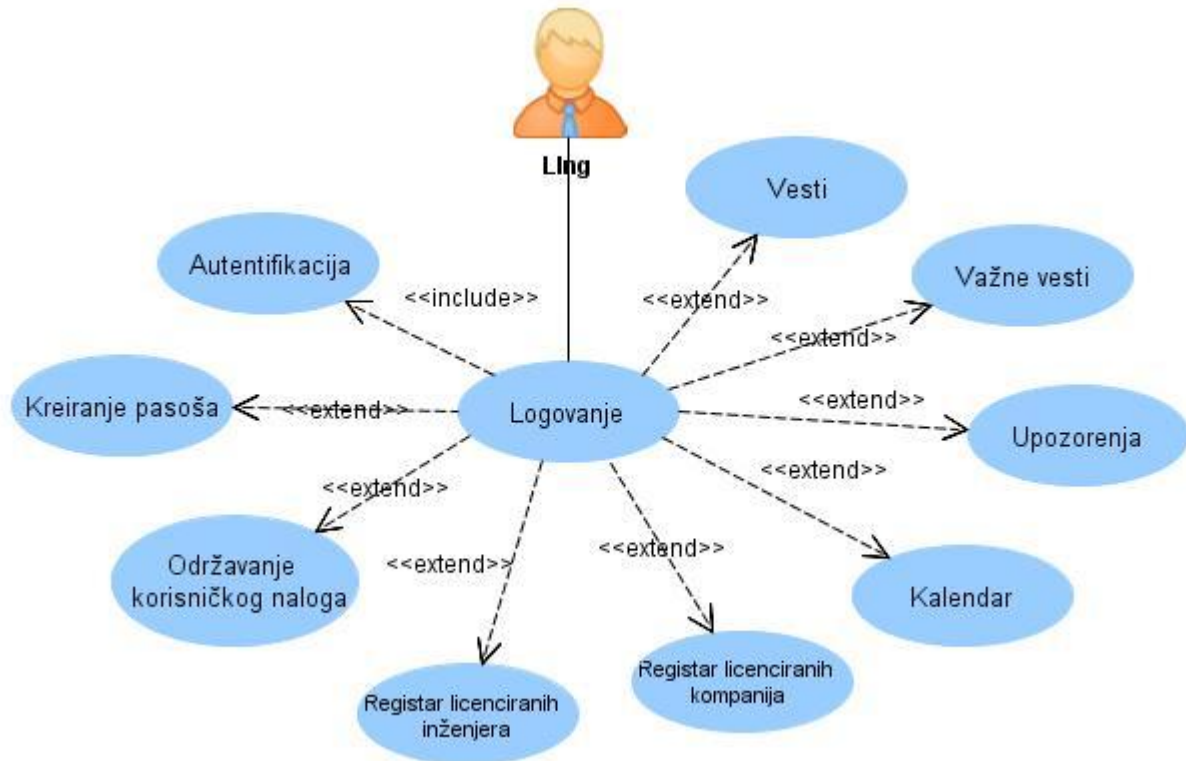 LIng
Vesti
Autentifikacija
Važne vesti
<<include>>
<<extend>>
<<extend>>
Kreiranje pasoša
<<extend>>
Logovanje
<<extend>>
Upozorenja
<<extend>>
<<extend>>
<<extend>>
<<extend>>
Održavanje
korisničkog naloga
Kalendar
Registar licenciranih
kompanija
Registar licenciranih
inženjera